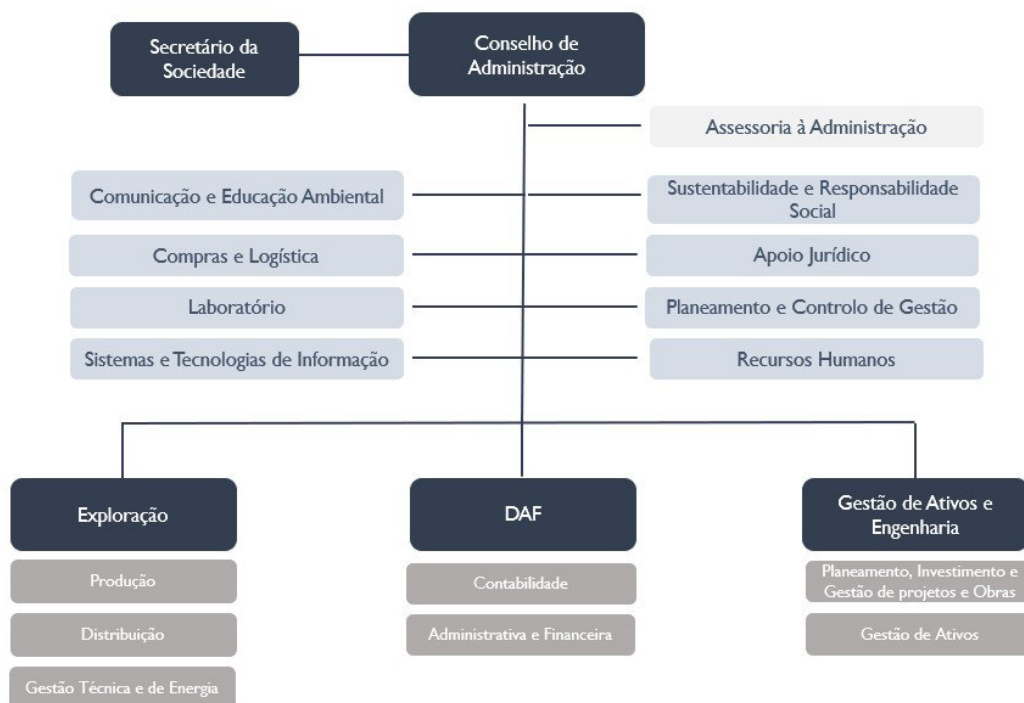 Secretário da
Sociedade
Conselho de
Administração
Assessoria à Administração
Comunicação e Educação Ambiental
Sustentabilidade e Responsabilidade
Social
Compras e Logística
Apoio Jurídico
Laboratório
Planeamento e Controlo de Gestão
Sistemas e Tecnologias de Informação
Recursos Humanos
Exploração
DAF
Gestão de Ativos e
Engenharia
Produção
Contabilidade
Planeamento, Investimento e
Gestão de projetos e Obras
Distribuição
Administrativa e Financeira
Gestão de Ativos
Gestão Técnica e de Energia